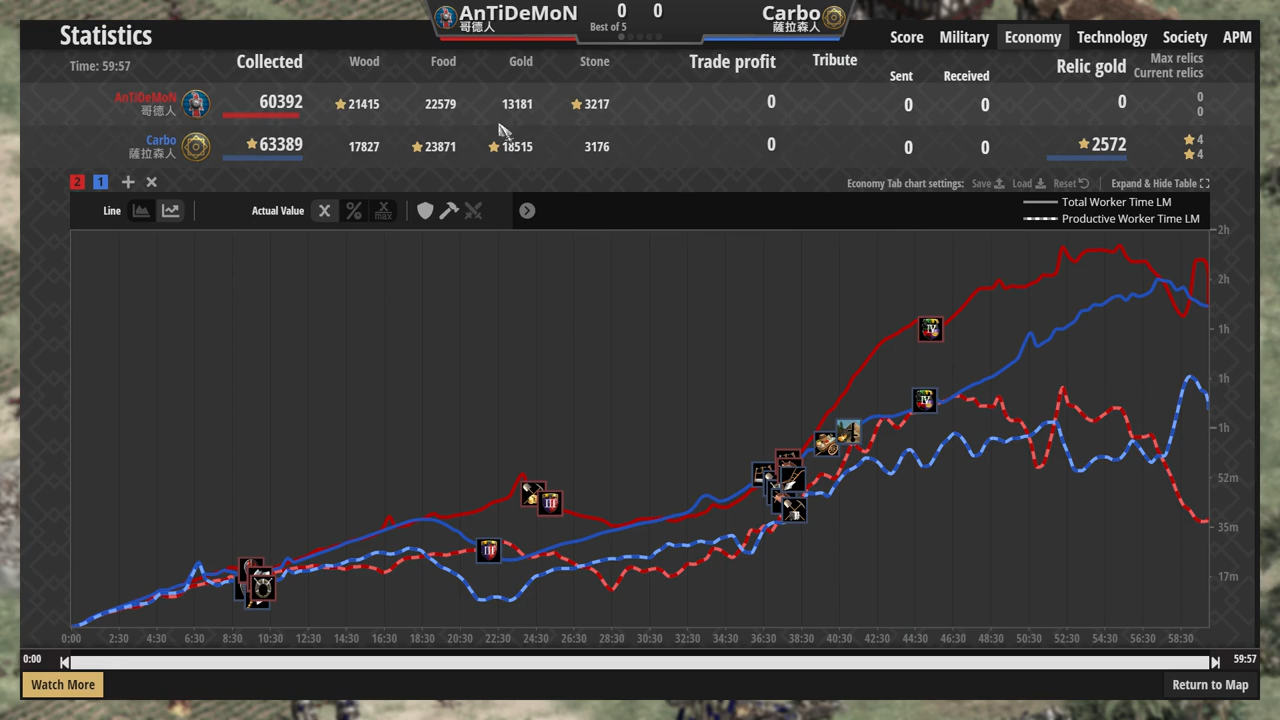 AnTiDeMoN
哥德人
0 0
Best of 5
Carbo
薩拉森人
Statistics
Score Military Economy Technology Society APM
Time: 59:57
Collected Wood Food Gold Stone Trade profit Tribute Sent Received Relic gold Max relics
Current relics
AnTiDeMoN
哥德人
60392 21415 22579 13181 3217 0 0 0 0 0
0
Carbo
薩拉森人
63389 17827 23871 18515 3176 0 0 0 2572 4
4
2 1
Economy Tab chart settings: Save Load Reset Expand & Hide Table
Line Actual Value X % X/max
Total Worker Time LM
Productive Worker Time LM
2h
2h
1h
1h
1h
52m
35m
17m
III
III
IV
IV
0:00 2:30 4:30 6:30 8:30 10:30 12:30 14:30 16:30 18:30 20:30 22:30 24:30 26:30 28:30 30:30 32:30 34:30 36:30 38:30 40:30 42:30 44:30 46:30 48:30 50:30 52:30 54:30 56:30 58:30
0:00 59:57
Watch More
Return to Map